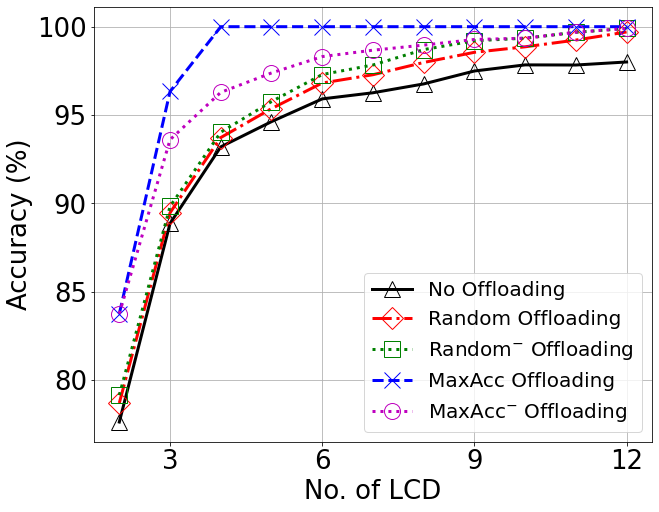 100
95
90
85
80
Accuracy (%)
3 6 9 12
No. of LCD
No Offloading
Random Offloading
Random⁻ Offloading
MaxAcc Offloading
MaxAcc⁻ Offloading